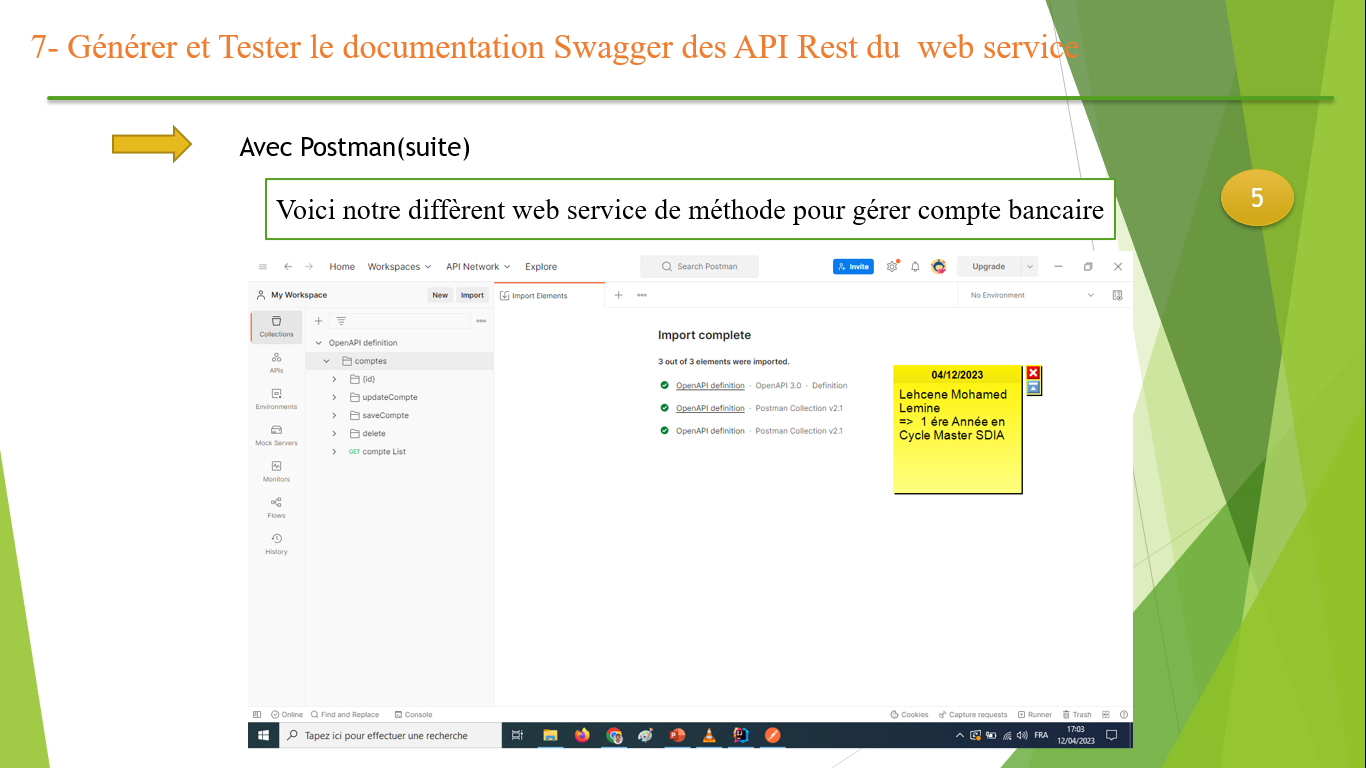 7- Générer et Tester le documentation Swagger des API Rest du  web service
Avec Postman(suite)
5
Voici notre diffèrent web service de méthode pour gérer compte bancaire
Home Workspaces API Network Explore Search Postman Invite Upgrade
My Workspace New Import Import Elements No Environment
Collections
APIs
Environments
Mock Servers
Monitors
Flows
History
OpenAPI definition
comptes
{id}
updateCompte
saveCompte
delete
GET compte List
Import complete
3 out of 3 elements were imported.
OpenAPI definition · OpenAPI 3.0 · Definition
OpenAPI definition · Postman Collection v2.1
OpenAPI definition · Postman Collection v2.1
04/12/2023
Lehcene Mohamed
Lemine
=>  1 ére Année en
Cycle Master SDIA
Online Find and Replace Console Cookies Capture requests Runner Trash
Tapez ici pour effectuer une recherche FRA
17:03
12/04/2023